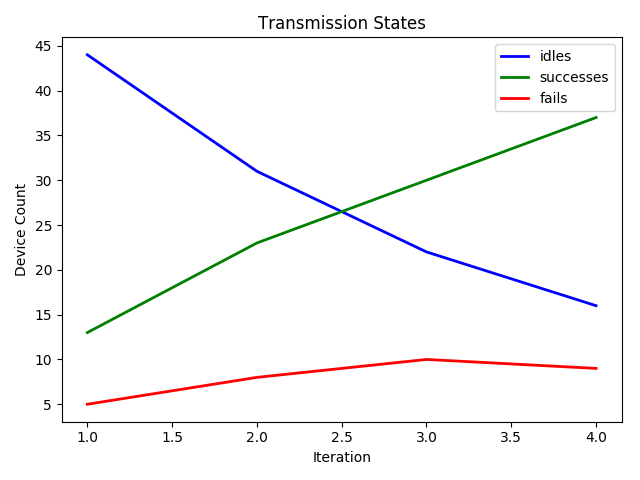 Transmission States
45
40
35
30
25
20
15
10
5
Device Count
idles
successes
fails
1.0 1.5 2.0 2.5 3.0 3.5 4.0
Iteration